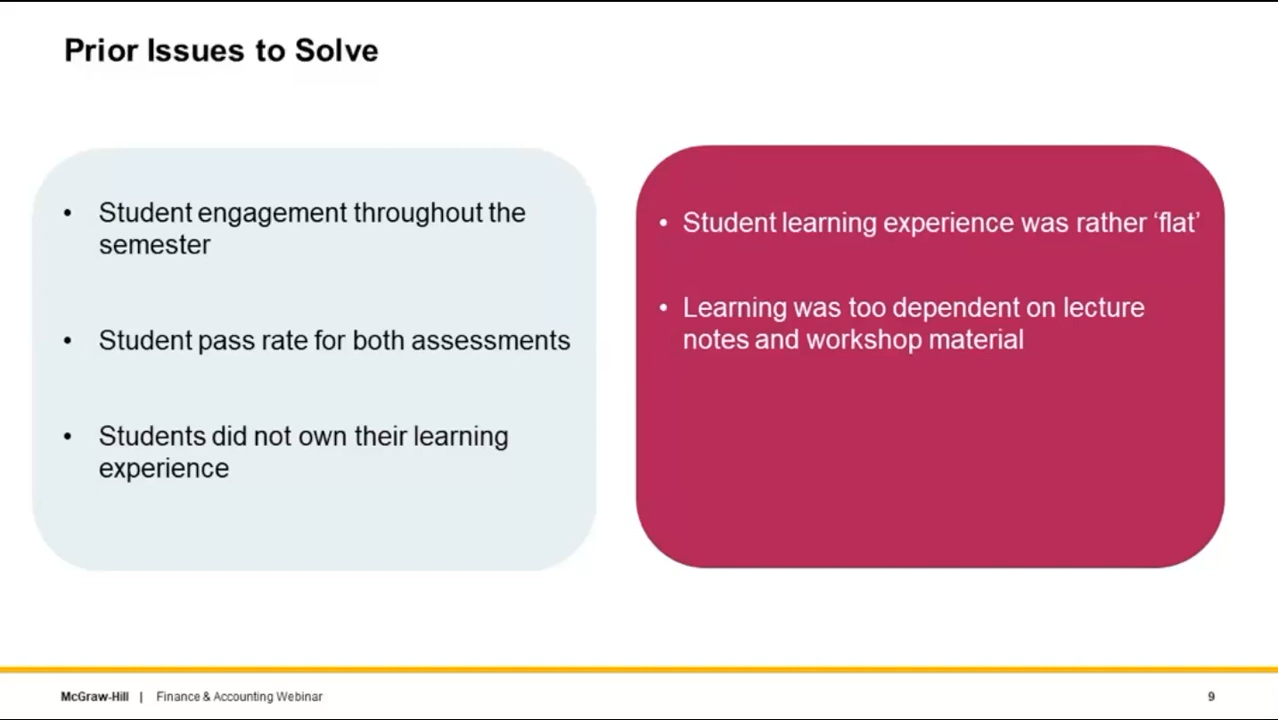 Prior Issues to Solve
• Student engagement throughout the
semester
• Student pass rate for both assessments
• Students did not own their learning
experience
• Student learning experience was rather ‘flat’
• Learning was too dependent on lecture
notes and workshop material
McGraw-Hill | Finance & Accounting Webinar
9